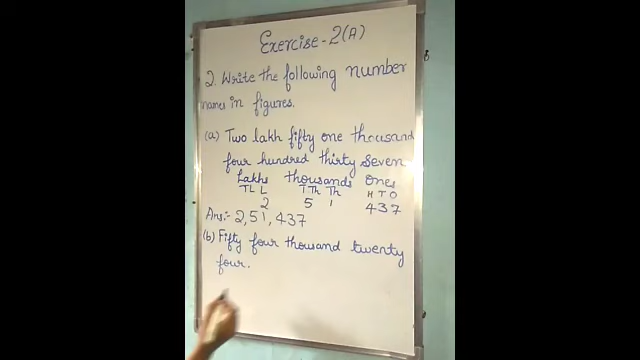 Exercise - 2(A)
2. Write the following number
names in figures.
(a) Two lakh fifty one thousand
four hundred thirty seven
Lakhs thousands ones
TL L T Th Th H T O
2 5 1 4 3 7
Ans:- 2,51,437
(b) Fifty four thousand twenty
four.